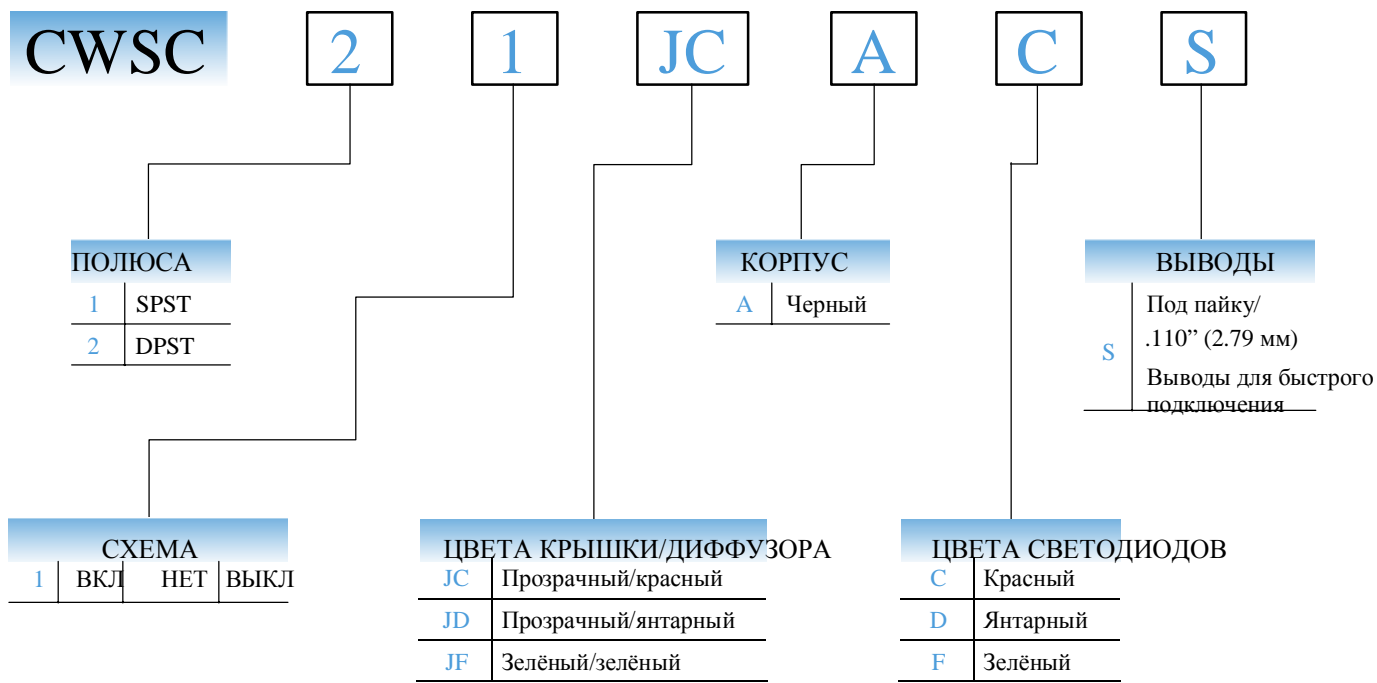 CWSC 2 1 JC A C S
ПОЛЮСА
1 SPST
2 DPST
КОРПУС
A Черный
ВЫВОДЫ
S Под пайку/
.110” (2.79 мм)
Выводы для быстрого
подключения
СХЕМА
1 ВКЛ НЕТ ВЫКЛ
ЦВЕТА КРЫШКИ/ДИФФУЗОРА
JC Прозрачный/красный
JD Прозрачный/янтарный
JF Зелёный/зелёный
ЦВЕТА СВЕТОДИОДОВ
C Красный
D Янтарный
F Зелёный